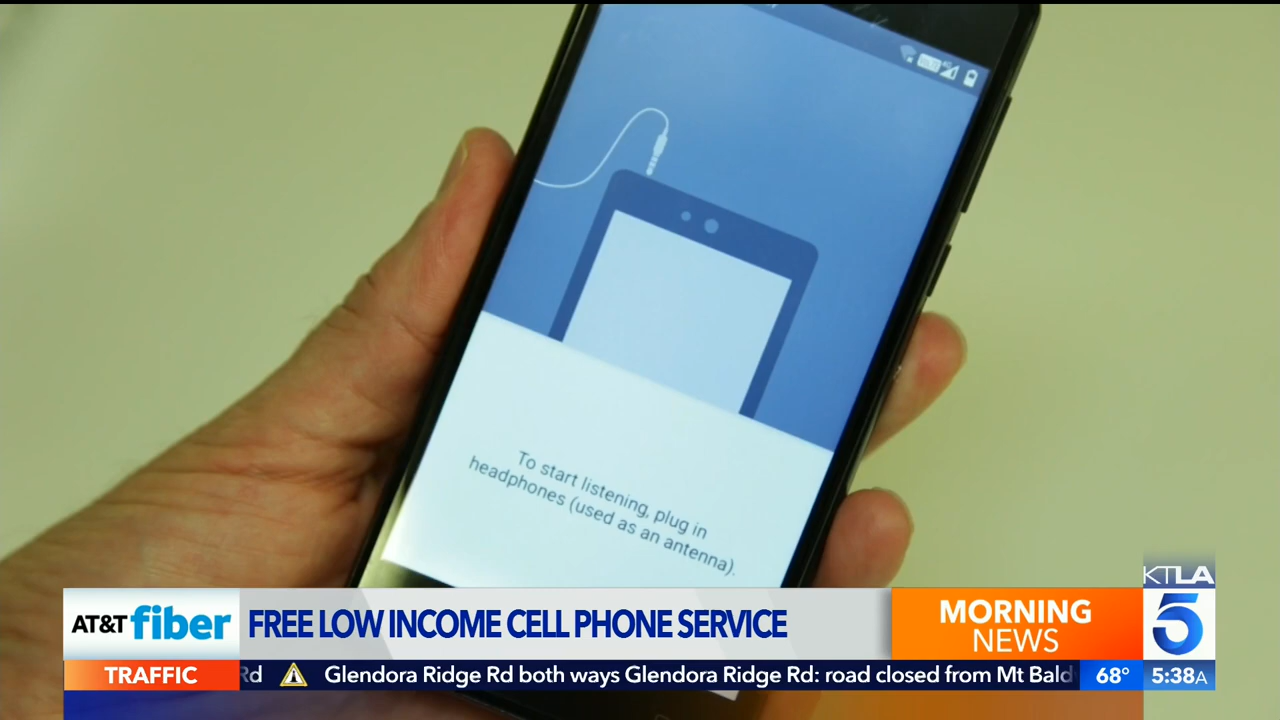 4G
To start listening, plug in
headphones (used as an antenna).
AT&T fiber
FREE LOW INCOME CELL PHONE SERVICE
MORNING
NEWS
KTLA
5
TRAFFIC
Rd
Glendora Ridge Rd both ways Glendora Ridge Rd: road closed from Mt Bald
68°
5:38A